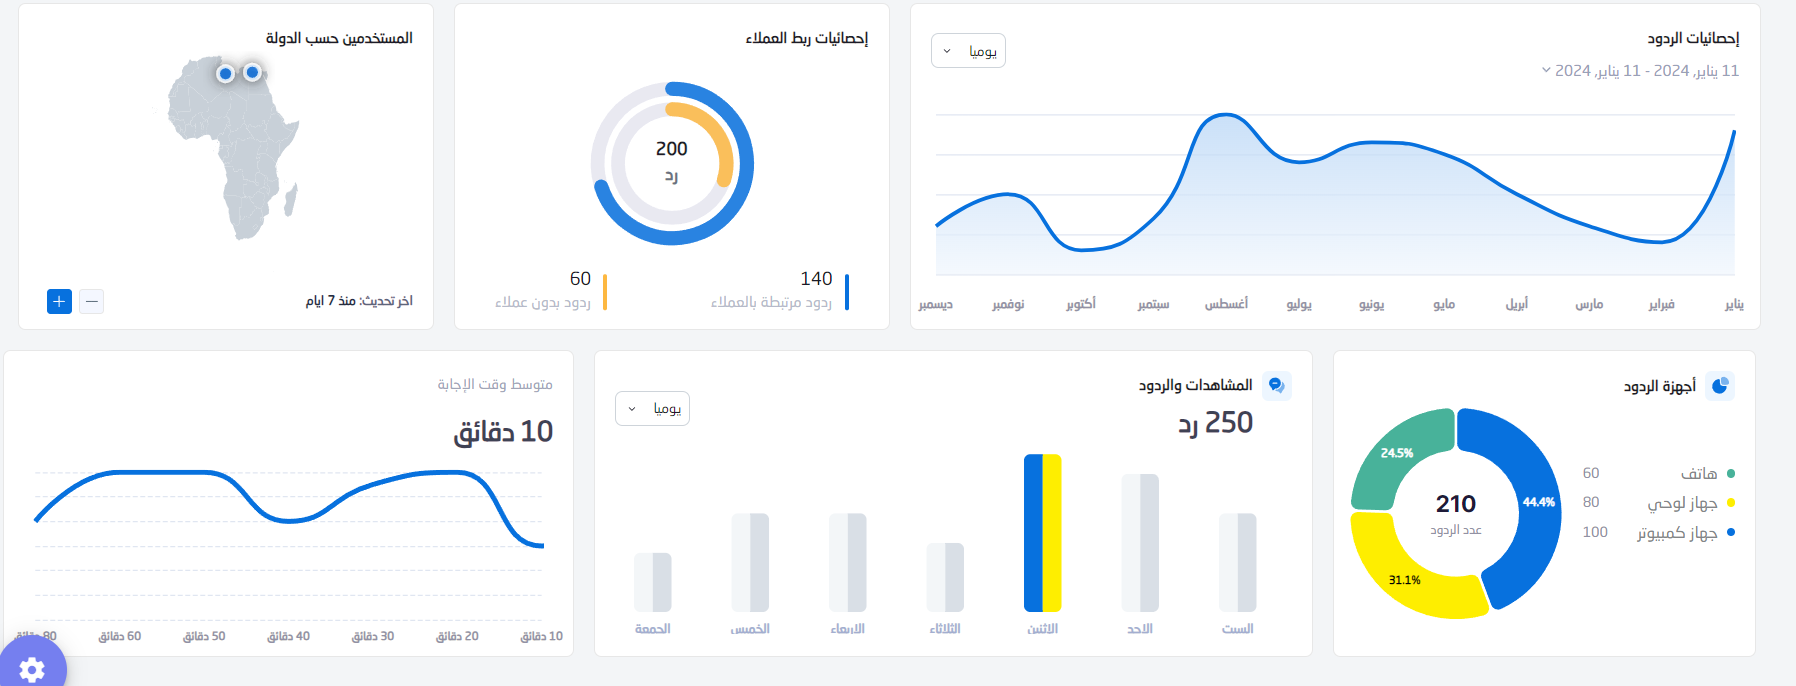 إحصائيات الردود
يوميا
11 يناير, 2024 - 11 يناير, 2024
يناير
فبراير
مارس
أبريل
مايو
يونيو
يوليو
أغسطس
سبتمبر
أكتوبر
نوفمبر
ديسمبر
إحصائيات ربط العملاء
200
رد
140
ردود مرتبطة بالعملاء
60
ردود بدون عملاء
المستخدمين حسب الدولة
اخر تحديث: منذ 7 ايام
أجهزة الردود
24.5%
44.4%
31.1%
210
عدد الردود
هاتف 60
جهاز لوحي 80
جهاز كمبيوتر 100
المشاهدات والردود
250 رد
يوميا
السبت
الاحد
الاثنين
الثلاثاء
الاربعاء
الخميس
الجمعة
متوسط وقت الإجابة
10 دقائق
10 دقائق
20 دقائق
30 دقائق
40 دقائق
50 دقائق
60 دقائق
80 دقائق